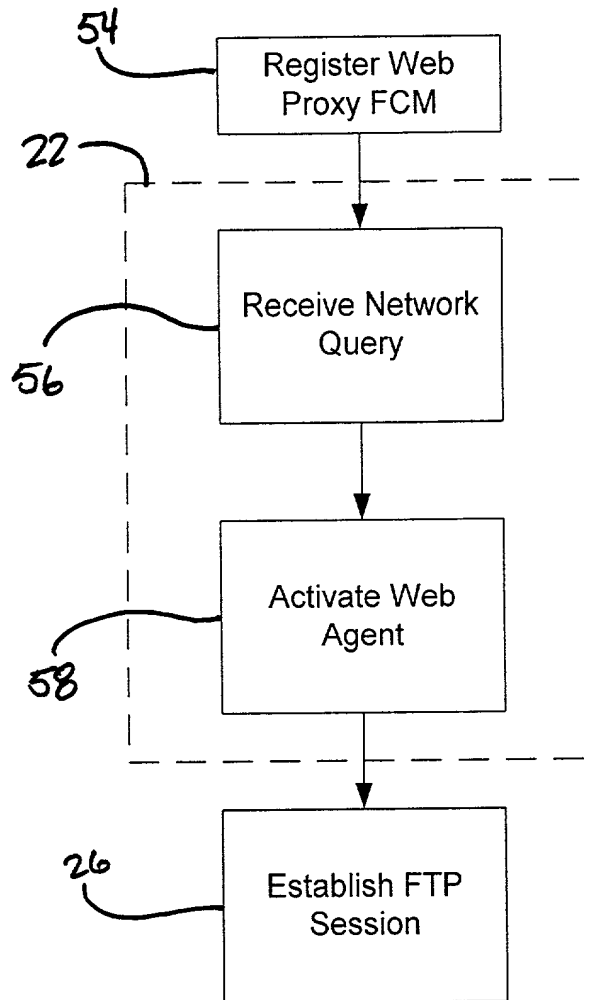 54
Register Web
Proxy FCM
22
Receive Network
Query
56
Activate Web
Agent
58
26
Establish FTP
Session